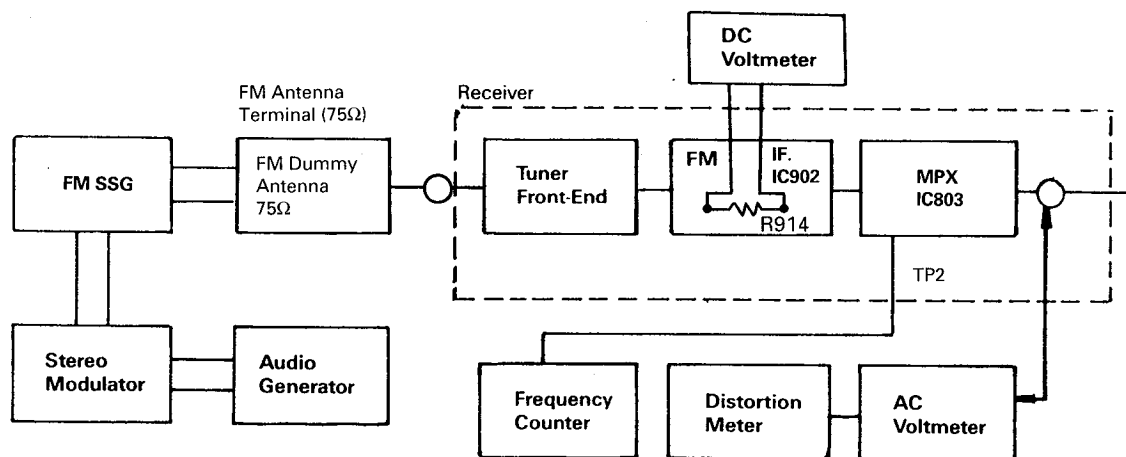 DC
Voltmeter
FM Antenna
Terminal (75Ω)
Receiver
FM SSG
FM Dummy
Antenna
75Ω
Tuner
Front-End
FM
IF.
IC902
R914
MPX
IC803
TP2
Stereo
Modulator
Audio
Generator
Frequency
Counter
Distortion
Meter
AC
Voltmeter